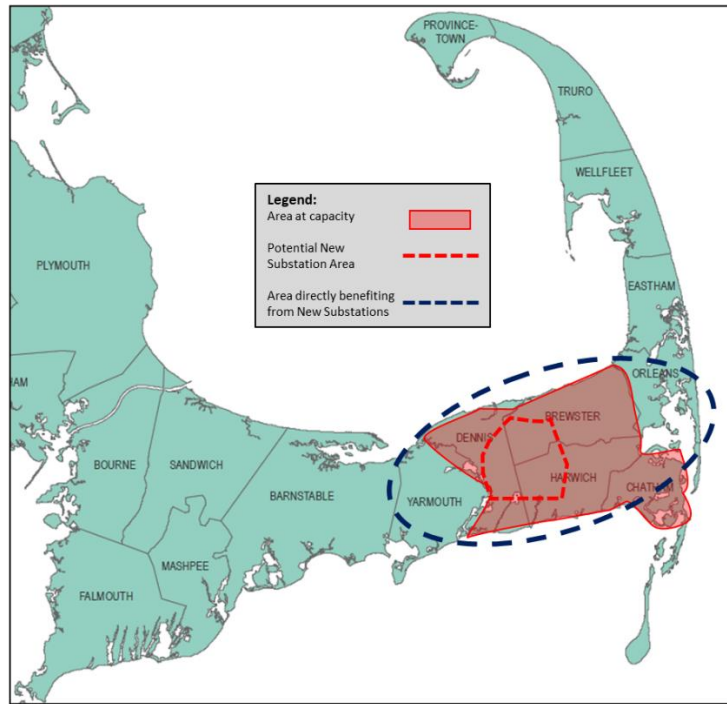 PROVINCE-
TOWN
TRURO
WELLFLEET
Legend:
Area at capacity
Potential New
Substation Area
Area directly benefiting
from New Substations
PLYMOUTH
EASTHAM
HAM
ORLEANS
BREWSTER
DENNIS
BOURNE
SANDWICH
HARWICH
CHATHAM
BARNSTABLE
YARMOUTH
MASHPEE
FALMOUTH